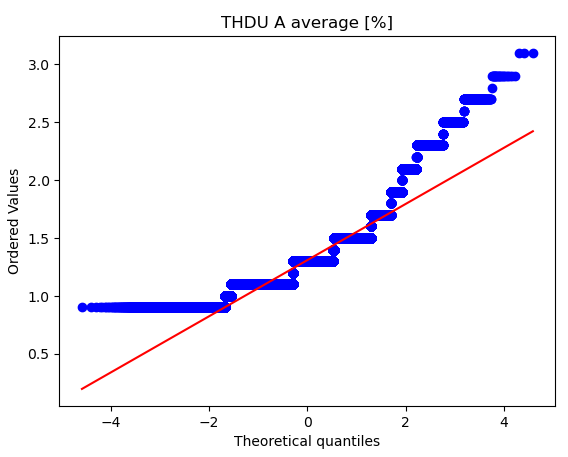 THDU A average [%]
3.0
2.5
2.0
1.5
1.0
0.5
Ordered Values
−4 −2 0 2 4
Theoretical quantiles